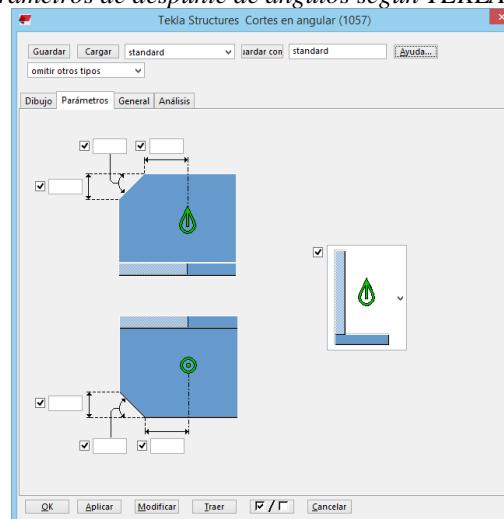 rámetros de despunte de ángulos según TEKLA
Tekla Structures Cortes en angular (1057)
Guardar Cargar standard uardar con standard Ayuda...
omitir otros tipos
Dibujo Parámetros General Análisis
OK Aplicar Modificar Traer / Cancelar